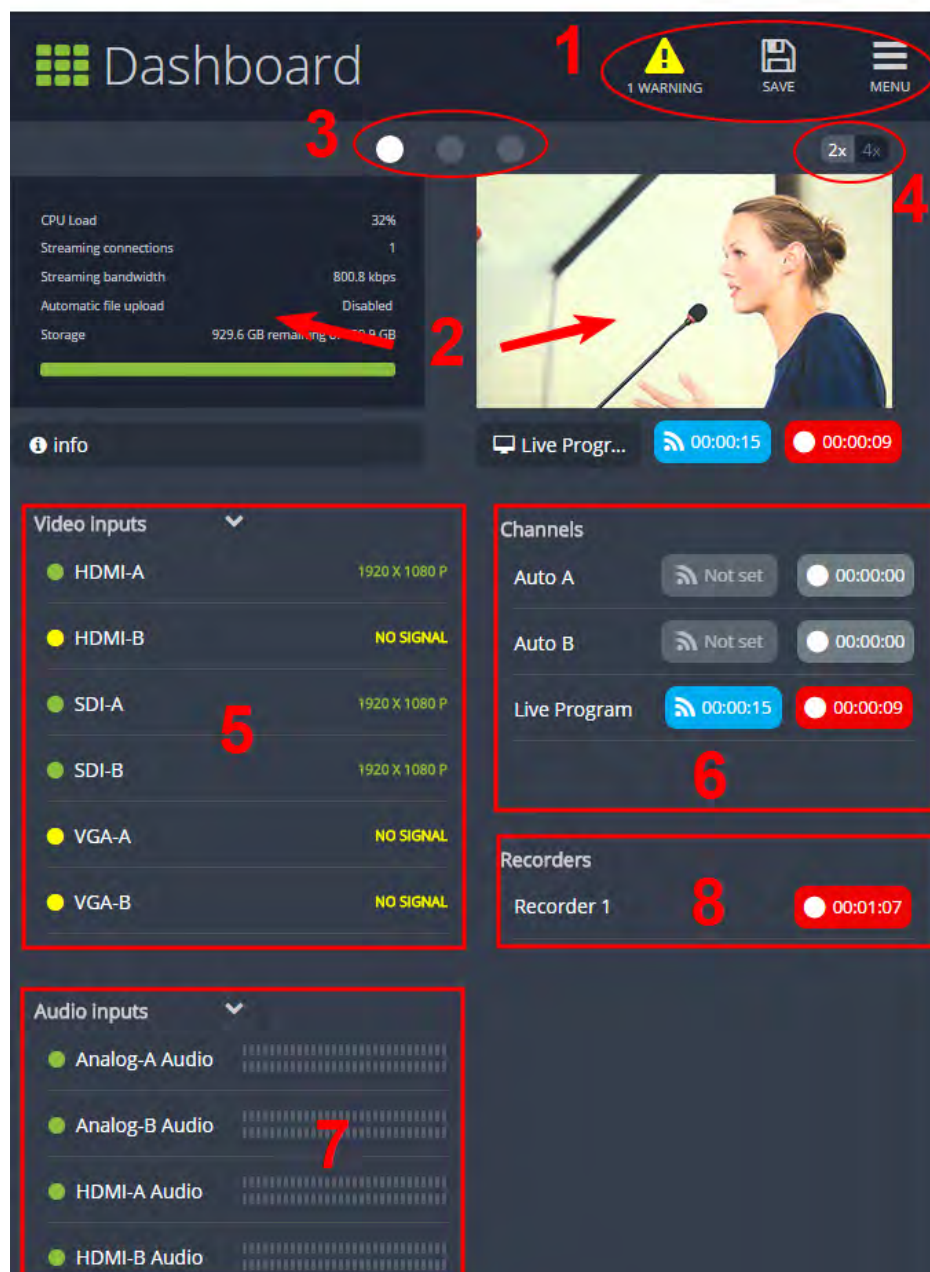 Dashboard
1
1 WARNING
SAVE
MENU
3
2x 4x
4
CPU Load 32%
Streaming connections 1
Streaming bandwidth 800.8 kbps
Automatic file upload Disabled
Storage 929.6 GB remaining GB
2
info
Live Progr... 00:00:15 00:00:09
Video inputs
HDMI-A 1920 X 1080 P
HDMI-B NO SIGNAL
SDI-A 1920 X 1080 P
SDI-B 1920 X 1080 P
VGA-A NO SIGNAL
VGA-B NO SIGNAL
5
Channels
Auto A Not set 00:00:00
Auto B Not set 00:00:00
Live Program 00:00:15 00:00:09
6
Recorders
Recorder 1 00:01:07
8
Audio inputs
Analog-A Audio
Analog-B Audio
7
HDMI-A Audio
HDMI-B Audio